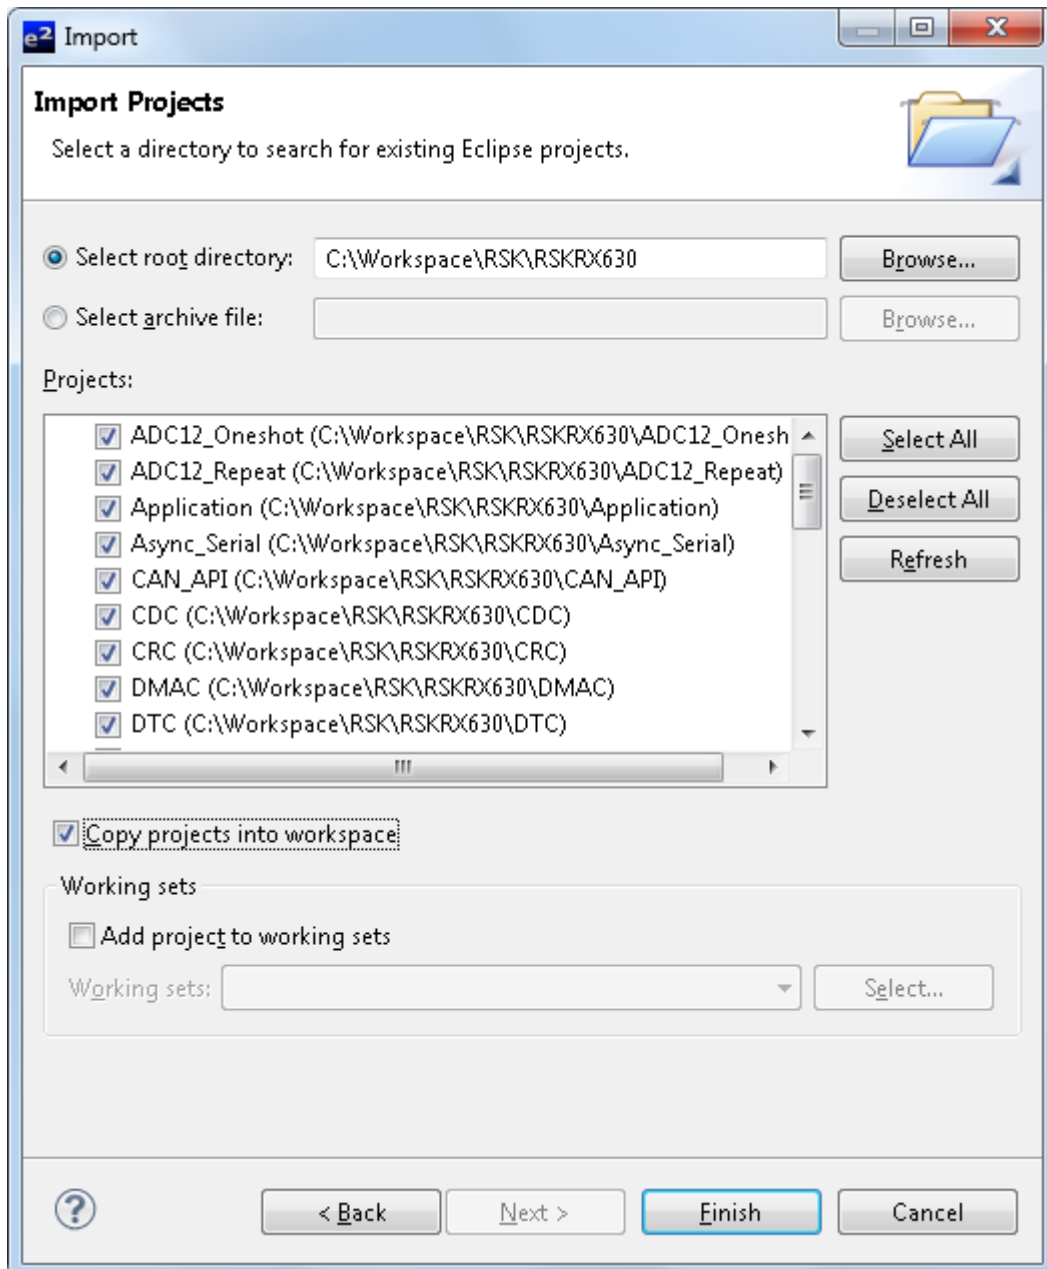 e² Import
Import Projects
Select a directory to search for existing Eclipse projects.
Select root directory: C:\Workspace\RSK\RSKRX630 Browse...
Select archive file: Browse...
Projects:
ADC12_Oneshot (C:\Workspace\RSK\RSKRX630\ADC12_Onesh
ADC12_Repeat (C:\Workspace\RSK\RSKRX630\ADC12_Repeat)
Application (C:\Workspace\RSK\RSKRX630\Application)
Async_Serial (C:\Workspace\RSK\RSKRX630\Async_Serial)
CAN_API (C:\Workspace\RSK\RSKRX630\CAN_API)
CDC (C:\Workspace\RSK\RSKRX630\CDC)
CRC (C:\Workspace\RSK\RSKRX630\CRC)
DMAC (C:\Workspace\RSK\RSKRX630\DMAC)
DTC (C:\Workspace\RSK\RSKRX630\DTC)
Select All
Deselect All
Refresh
Copy projects into workspace
Working sets
Add project to working sets
Working sets: Select...
? < Back Next > Finish Cancel